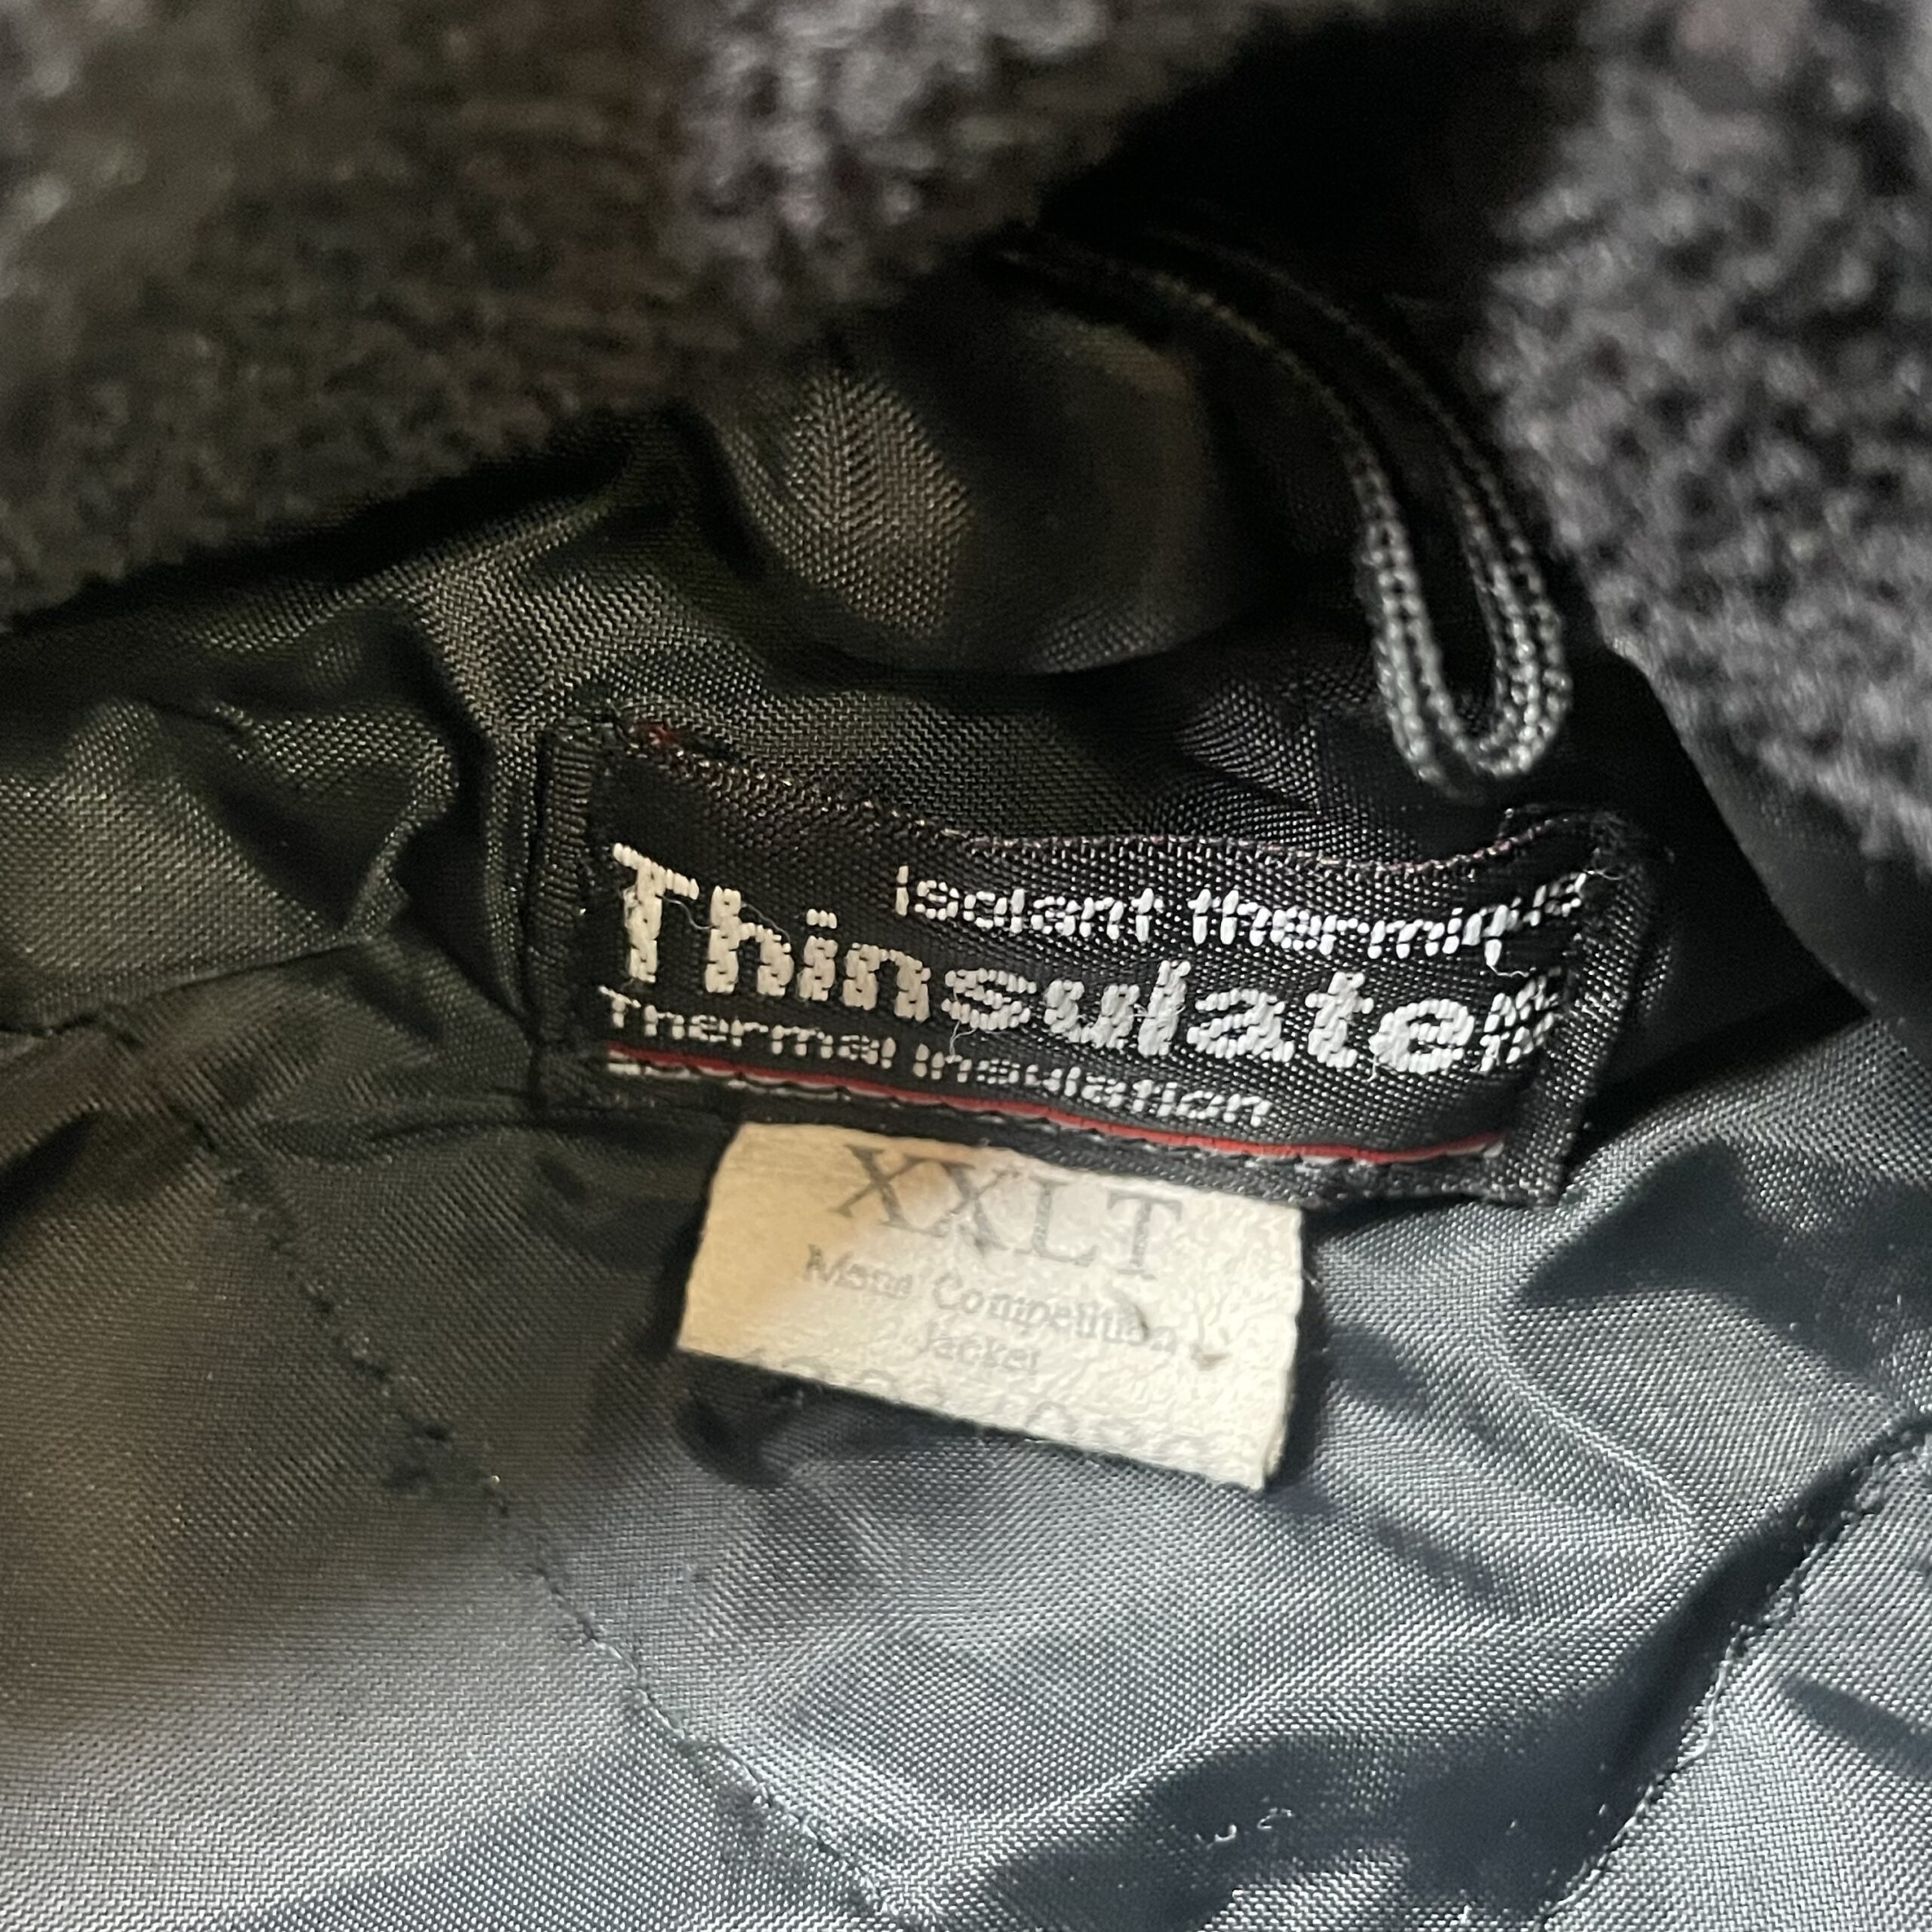 Isolant thermique
Thinsulate
Thermal Insulation
XXLT
Mens Competition
Jacket